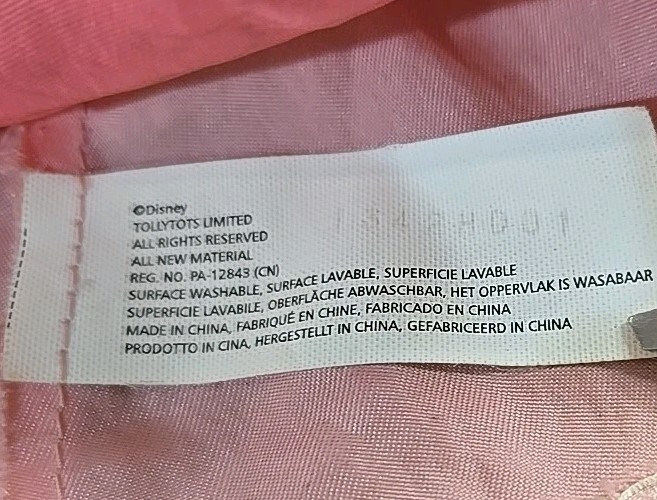 ©Disney
TOLLYTOTS LIMITED
ALL RIGHTS RESERVED
ALL NEW MATERIAL
REG. NO. PA-12843 (CN)
SURFACE WASHABLE, SURFACE LAVABLE, SUPERFICIE LAVABLE
SUPERFICIE LAVABILE, OBERFLÄCHE ABWASCHBAR, HET OPPERVLAK IS WASABAAR
MADE IN CHINA, FABRIQUÉ EN CHINE, FABRICADO EN CHINA
PRODOTTO IN CINA, HERGESTELLT IN CHINA, GEFABRICEERD IN CHINA